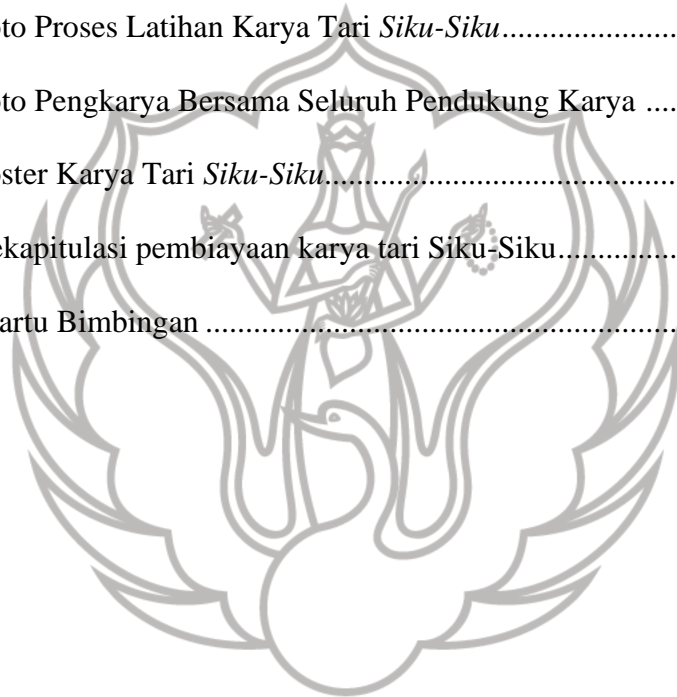 oto Proses Latihan Karya Tari Siku-Siku.....................
oto Pengkarya Bersama Seluruh Pendukung Karya ....
oster Karya Tari Siku-Siku..........................................
ekapitulasi pembiayaan karya tari Siku-Siku..............
artu Bimbingan .........................................................